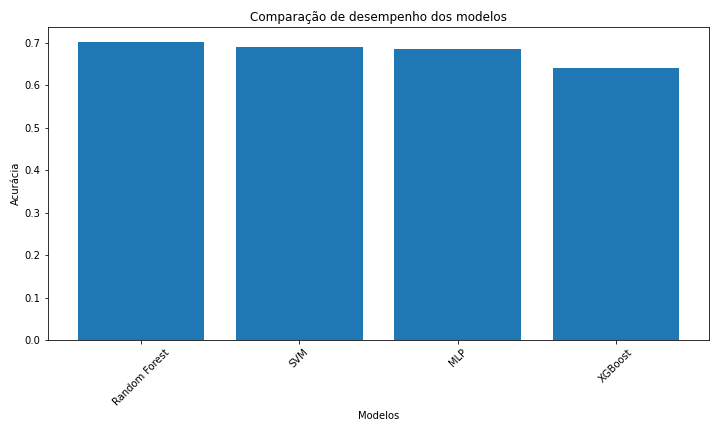 Comparação de desempenho dos modelos
0.7
0.6
0.5
0.4
0.3
0.2
0.1
0.0
Acurácia
Random Forest
SVM
MLP
XGBoost
Modelos